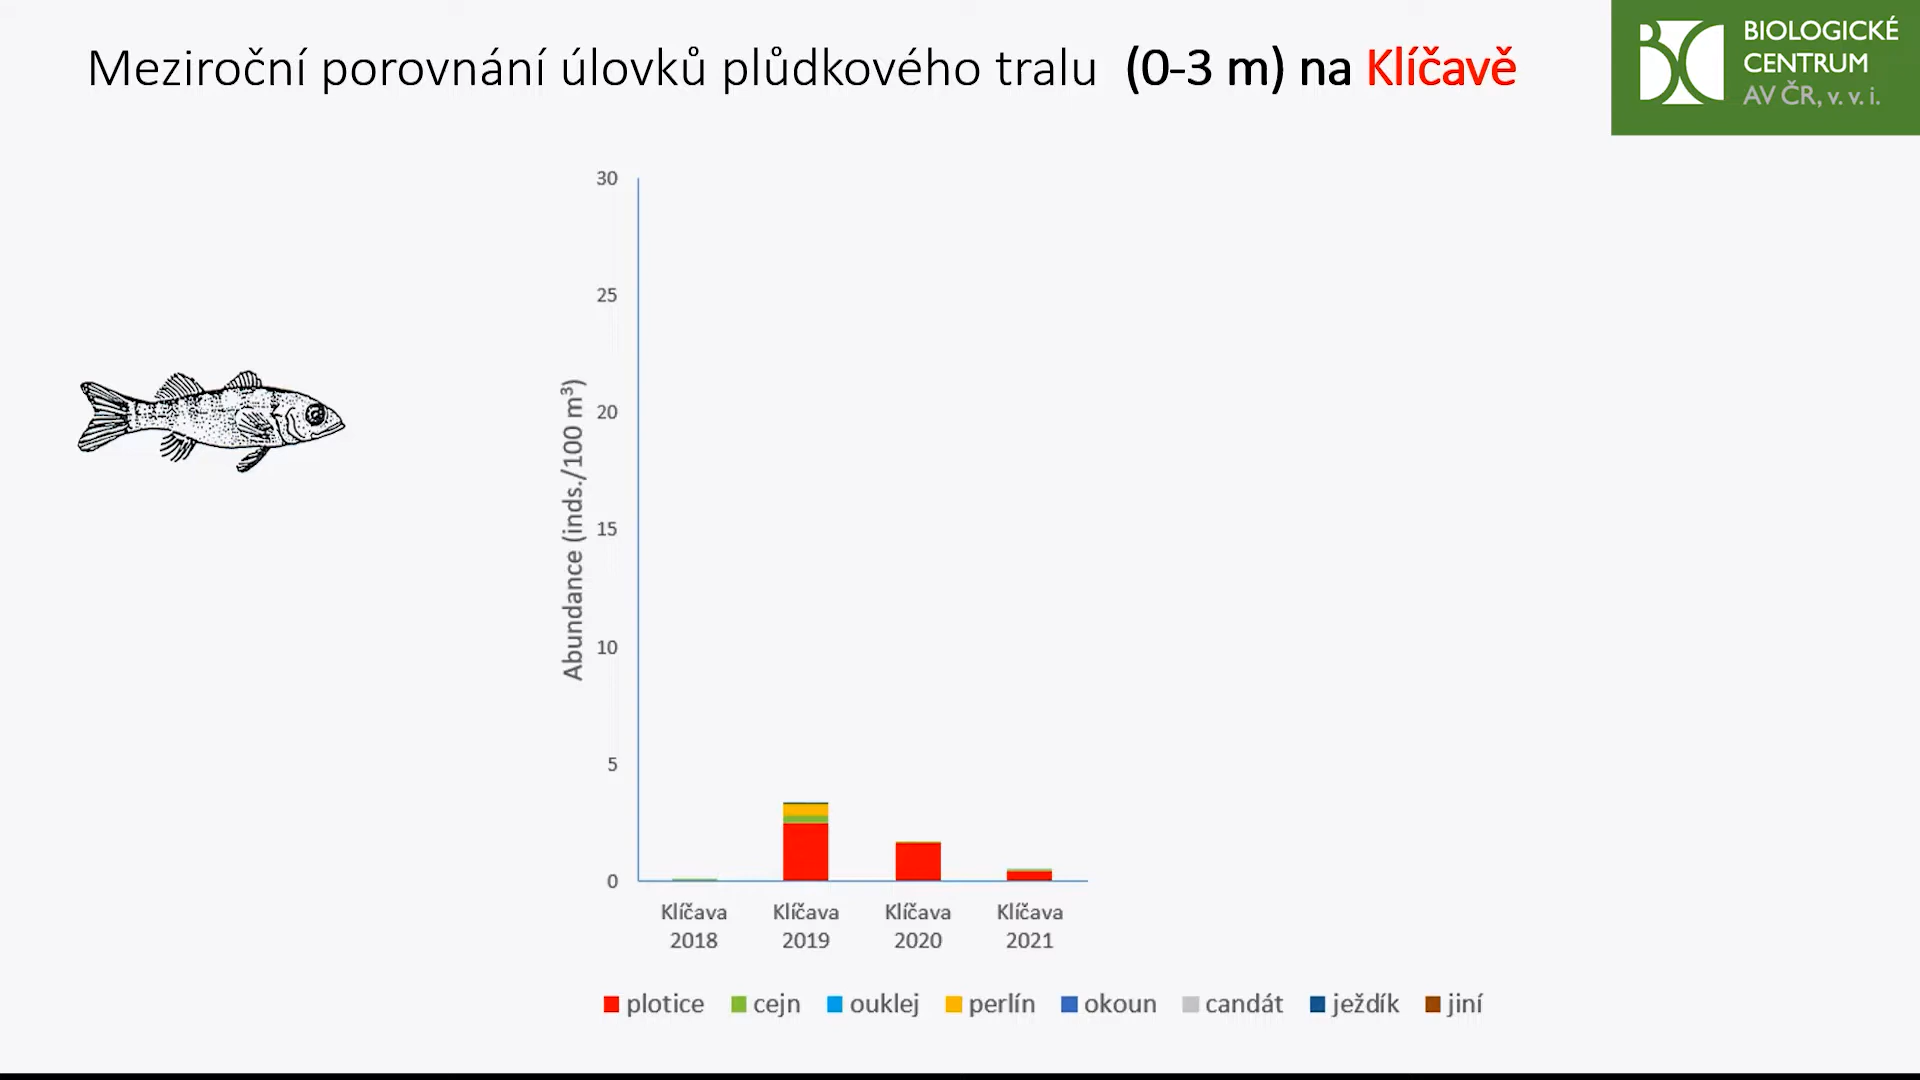 Meziroční porovnání úlovků plůdkového tralu (0-3 m) na Klíčavě
BIOLOGICKÉ
CENTRUM
AV ČR, v. v. i.
Abundance (inds./100 m³)
30
25
20
15
10
5
0
Klíčava 2018
Klíčava 2019
Klíčava 2020
Klíčava 2021
plotice cejn ouklej perlín okoun candát ježdík jiní